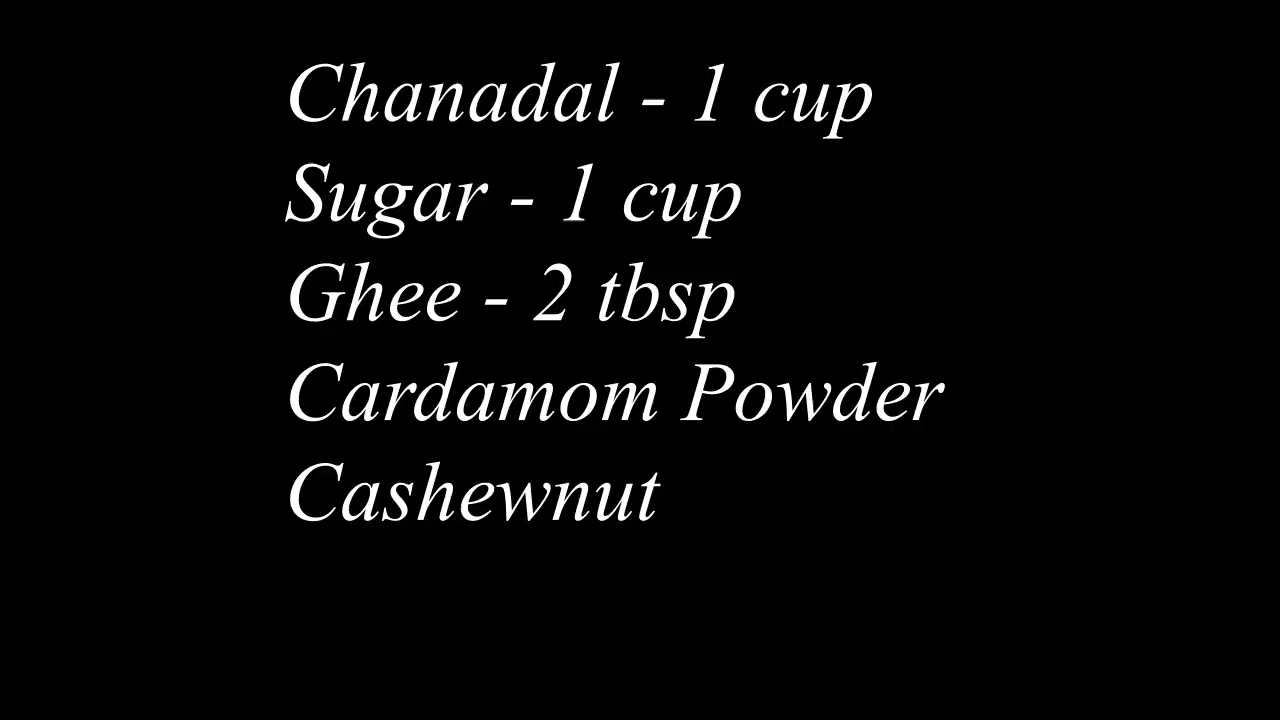 Chanadal - 1 cup
Sugar - 1 cup
Ghee - 2 tbsp
Cardamom Powder
Cashewnut